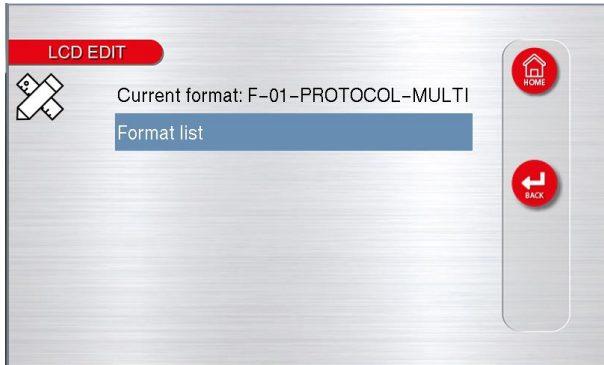 LCD EDIT
HOME
Current format: F-01-PROTOCOL-MULTI
Format list
BACK